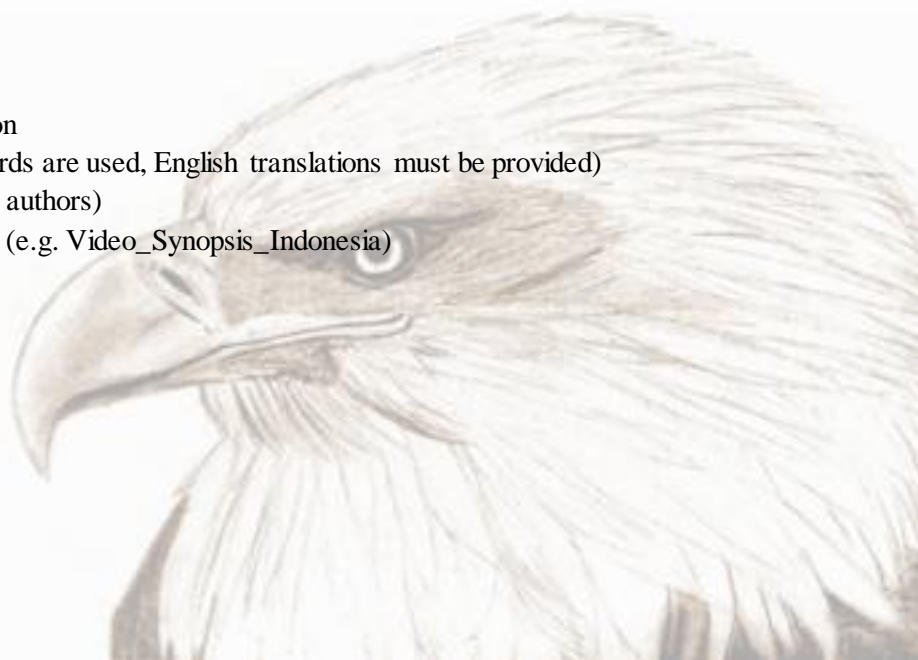 on
rds are used, English translations must be provided)
authors)
(e.g. Video_Synopsis_Indonesia)